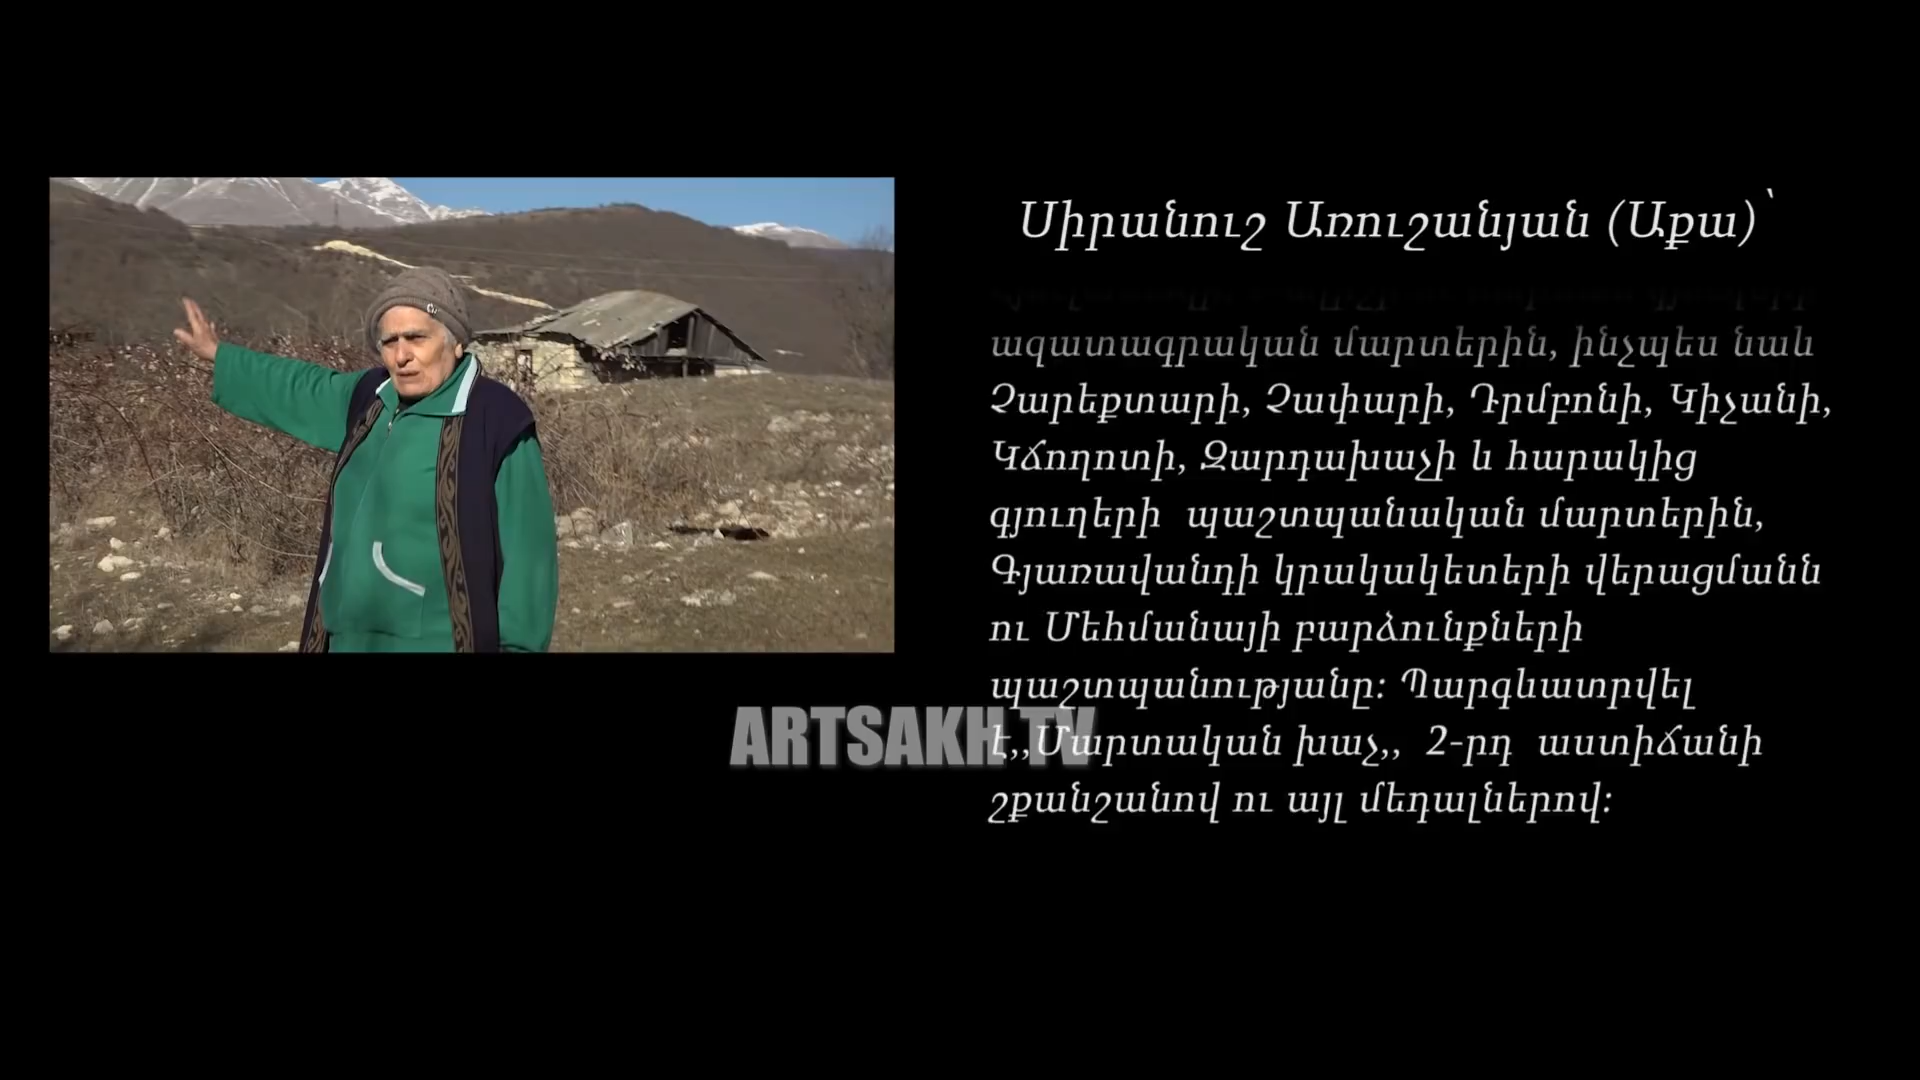 Սիրանուշ Առուշանյան (Աքա)՝
ազատագրական մարտերին, ինչպես նաև
Չարեքտարի, Չափարի, Դրմբոնի, Կիչանի,
Կճողոտի, Զարդախաչի և հարակից
գյուղերի պաշտպանական մարտերին,
Գյառավանդի կրակակետերի վերացմանն
ու Մեհմանայի բարձունքների
պաշտպանությանը։ Պարգևատրվել
է,,Մարտական խաչ,, 2-րդ աստիճանի
շքանշանով ու այլ մեդալներով։
ARTSAKH TV